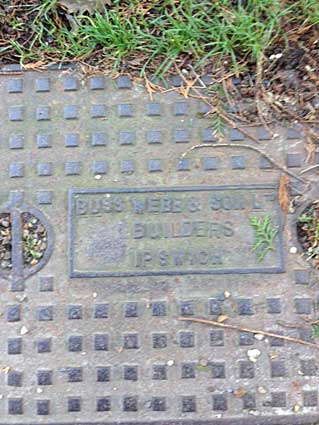 BUSS WEBB & SON LT
BUILDERS
IPSWICH